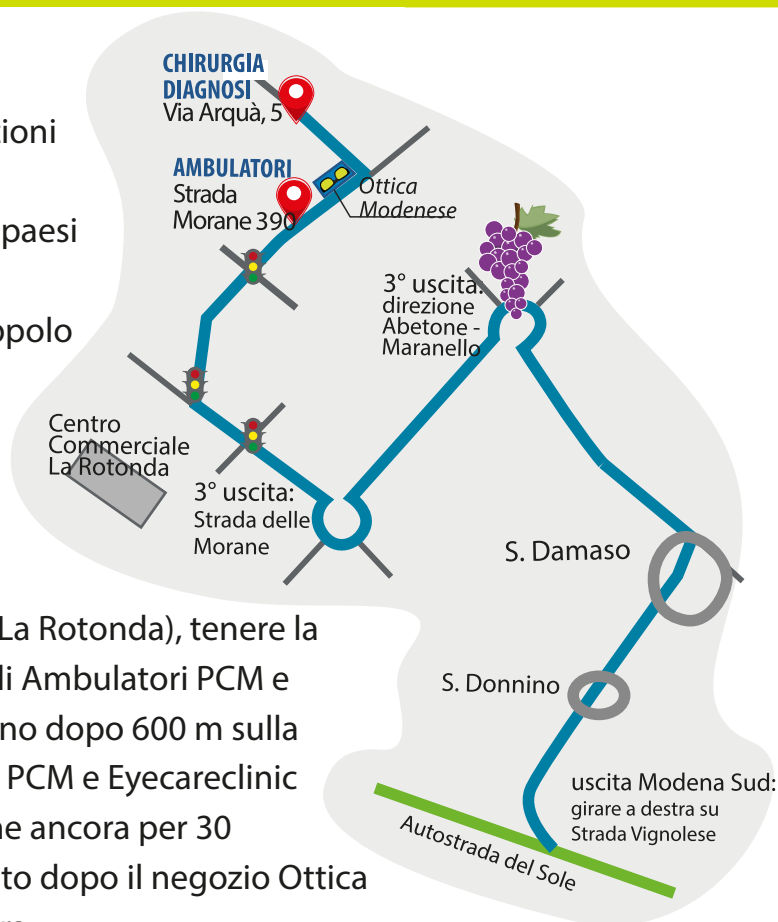 CHIRURGIA
DIAGNOSI
Via Arquà, 5
AMBULATORI
Strada
Morane 390
Ottica
Modenese
paesi
3° uscita:
direzione
Abetone -
Maranello
Centro
Commerciale
La Rotonda
3° uscita:
Strada delle
Morane
S. Damaso
S. Donnino
uscita Modena Sud:
girare a destra su
Strada Vignolese
Autostrada del Sole
La Rotonda), tenere la
Ambulatori PCM e
no dopo 600 m sulla
PCM e Eyecareclinic
ne ancora per 30
to dopo il negozio Ottica